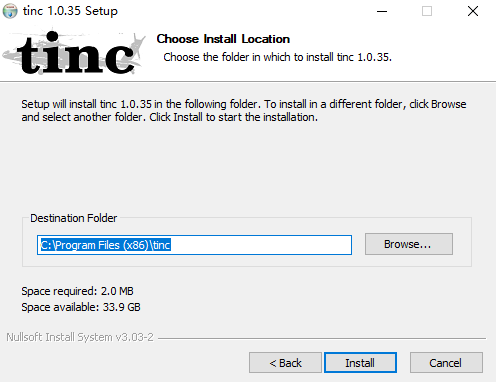 tinc 1.0.35 Setup
tinc
Choose Install Location
Choose the folder in which to install tinc 1.0.35.
Setup will install tinc 1.0.35 in the following folder. To install in a different folder, click Browse
and select another folder. Click Install to start the installation.
Destination Folder
C:\Program Files (x86)\tinc
Browse...
Space required: 2.0 MB
Space available: 33.9 GB
Nullsoft Install System v3.03-2
< Back
Install
Cancel